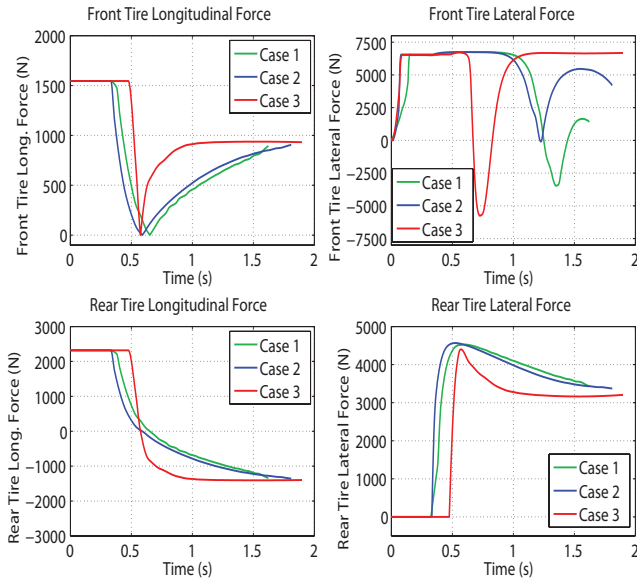 Front Tire Longitudinal Force
Front Tire Long. Force (N)
2000
1500
1000
500
0
0 0.5 1 1.5 2
Time (s)
Case 1
Case 2
Case 3
Front Tire Lateral Force
Front Tire Lateral Force (N)
7500
5000
2500
0
−2500
−5000
−7500
0 0.5 1 1.5 2
Time (s)
Case 1
Case 2
Case 3
Rear Tire Longitudinal Force
Rear Tire Long. Force (N)
3000
2000
1000
0
−1000
−2000
−3000
0 0.5 1 1.5 2
Time (s)
Case 1
Case 2
Case 3
Rear Tire Lateral Force
Rear Tire Lateral Force (N)
5000
4000
3000
2000
1000
0
0 0.5 1 1.5 2
Time (s)
Case 1
Case 2
Case 3